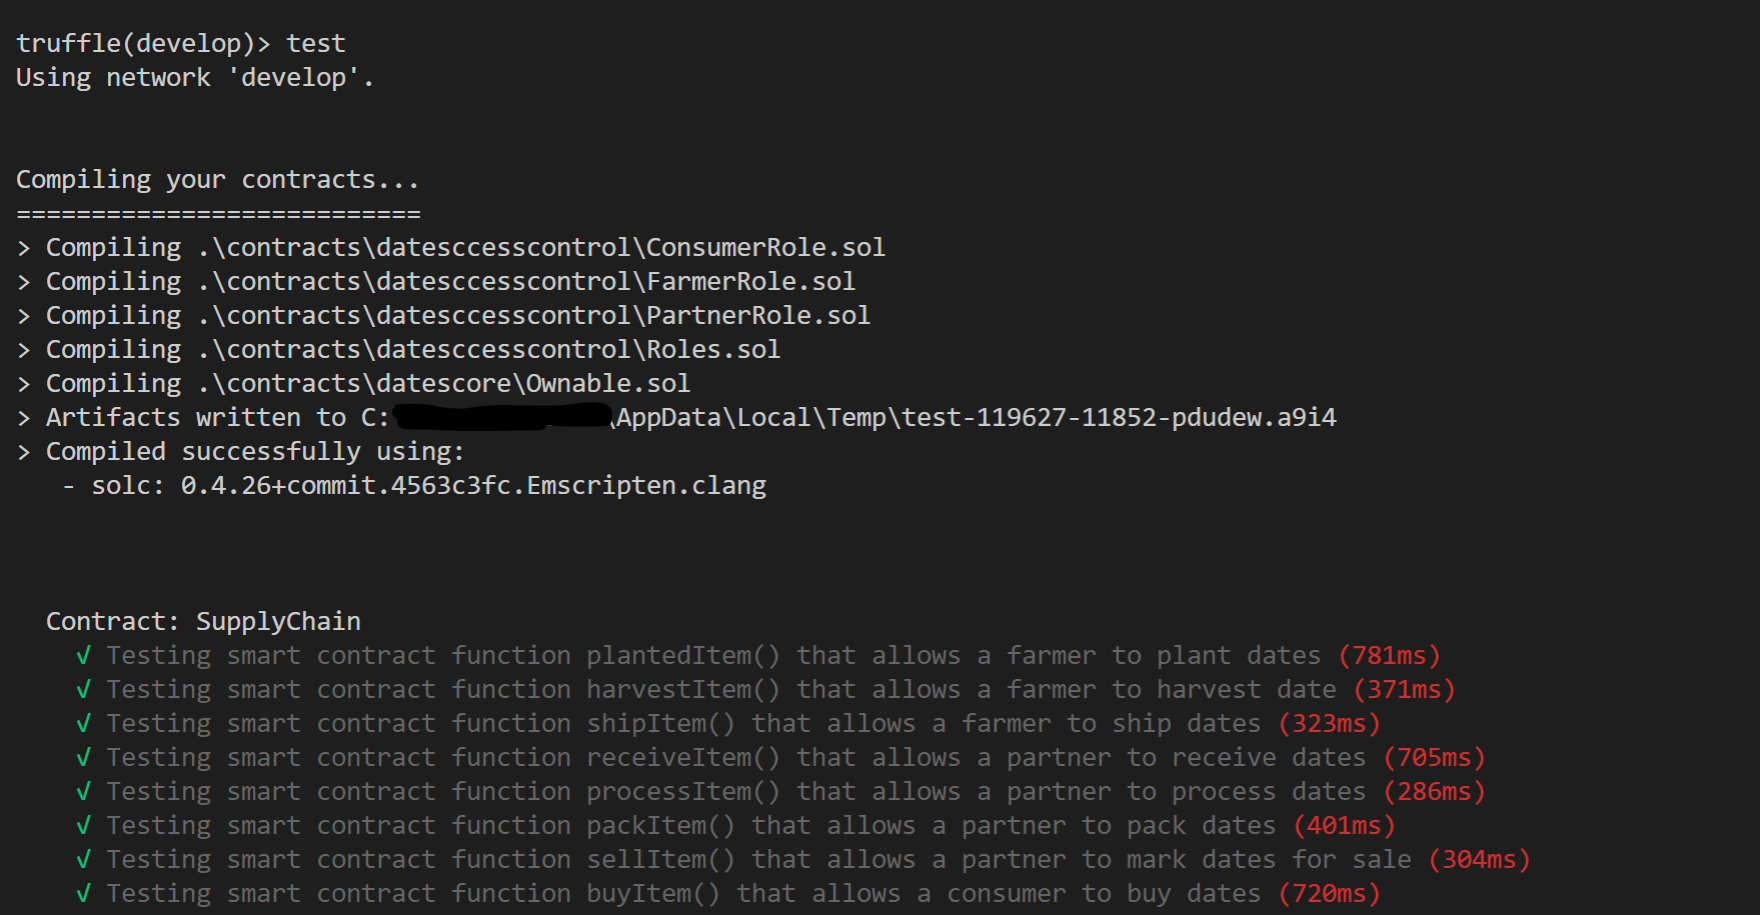 truffle(develop)> test
Using network 'develop'.
Compiling your contracts...
===========================
> Compiling .\contracts\datesccesscontrol\ConsumerRole.sol
> Compiling .\contracts\datesccesscontrol\FarmerRole.sol
> Compiling .\contracts\datesccesscontrol\PartnerRole.sol
> Compiling .\contracts\datesccesscontrol\Roles.sol
> Compiling .\contracts\datescore\Ownable.sol
> Artifacts written to C: \AppData\Local\Temp\test-119627-11852-pdudew.a9i4
> Compiled successfully using:
- solc: 0.4.26+commit.4563c3fc.Emscripten.clang
Contract: SupplyChain
√ Testing smart contract function plantedItem() that allows a farmer to plant dates (781ms)
√ Testing smart contract function harvestItem() that allows a farmer to harvest date (371ms)
√ Testing smart contract function shipItem() that allows a farmer to ship dates (323ms)
√ Testing smart contract function receiveItem() that allows a partner to receive dates (705ms)
√ Testing smart contract function processItem() that allows a partner to process dates (286ms)
√ Testing smart contract function packItem() that allows a partner to pack dates (401ms)
√ Testing smart contract function sellItem() that allows a partner to mark dates for sale (304ms)
√ Testing smart contract function buyItem() that allows a consumer to buy dates (720ms)